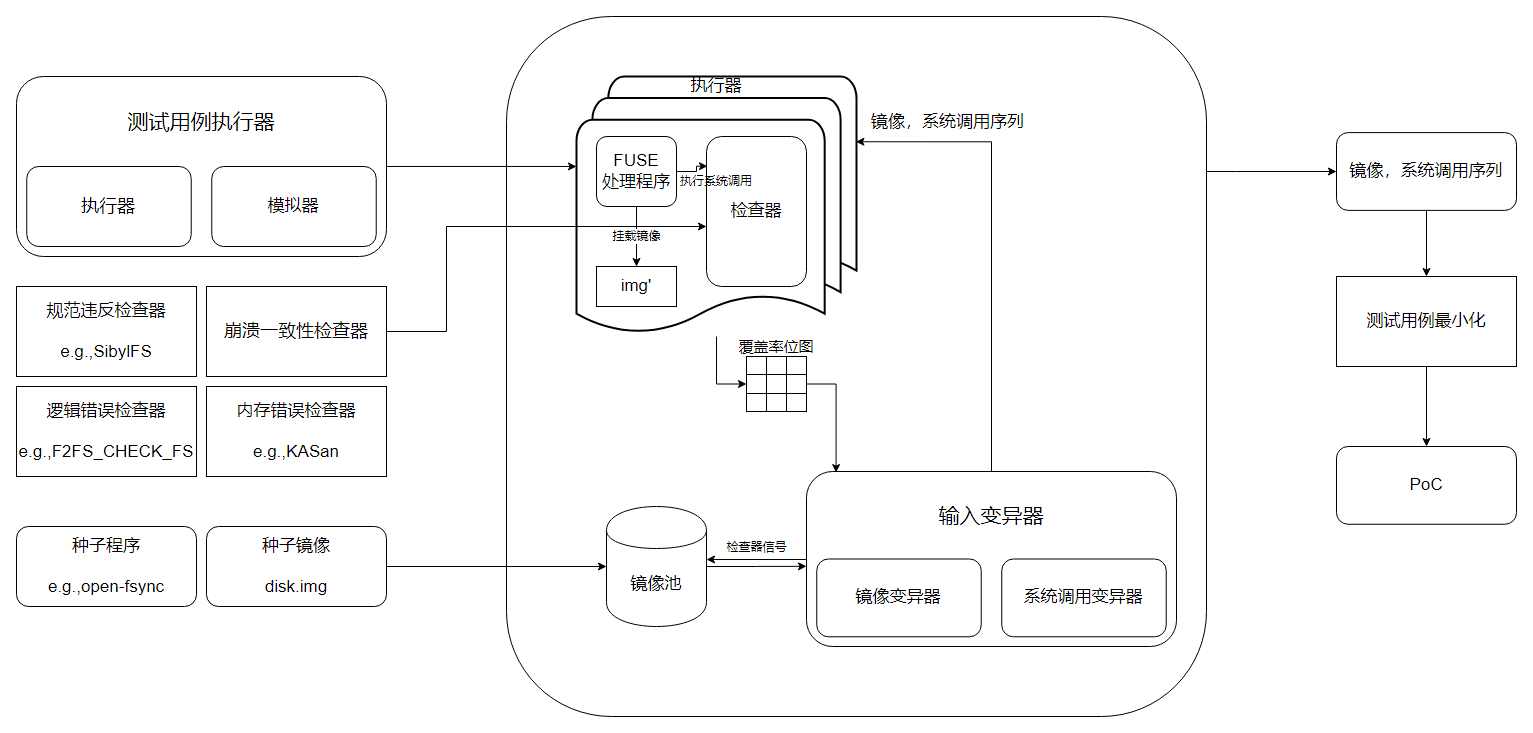 测试用例执行器
执行器
模拟器
规范违反检查器
e.g.,SibylFS
崩溃一致性检查器
逻辑错误检查器
e.g.,F2FS_CHECK_FS
内存错误检查器
e.g.,KASan
种子程序
e.g.,open-fsync
种子镜像
disk.img
执行器
FUSE
处理程序
执行系统调用
检查器
挂载镜像
img'
镜像，系统调用序列
覆盖率位图
镜像池
检查器信号
输入变异器
镜像变异器
系统调用变异器
镜像，系统调用序列
测试用例最小化
PoC